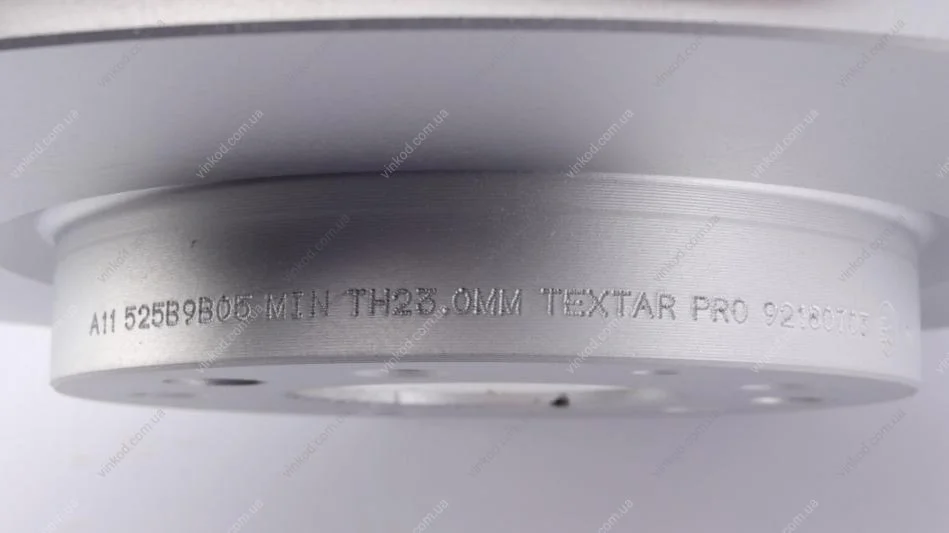 A11 525B9B05 MIN TH23.0MM TEXTAR PRO
vinkod.com.ua